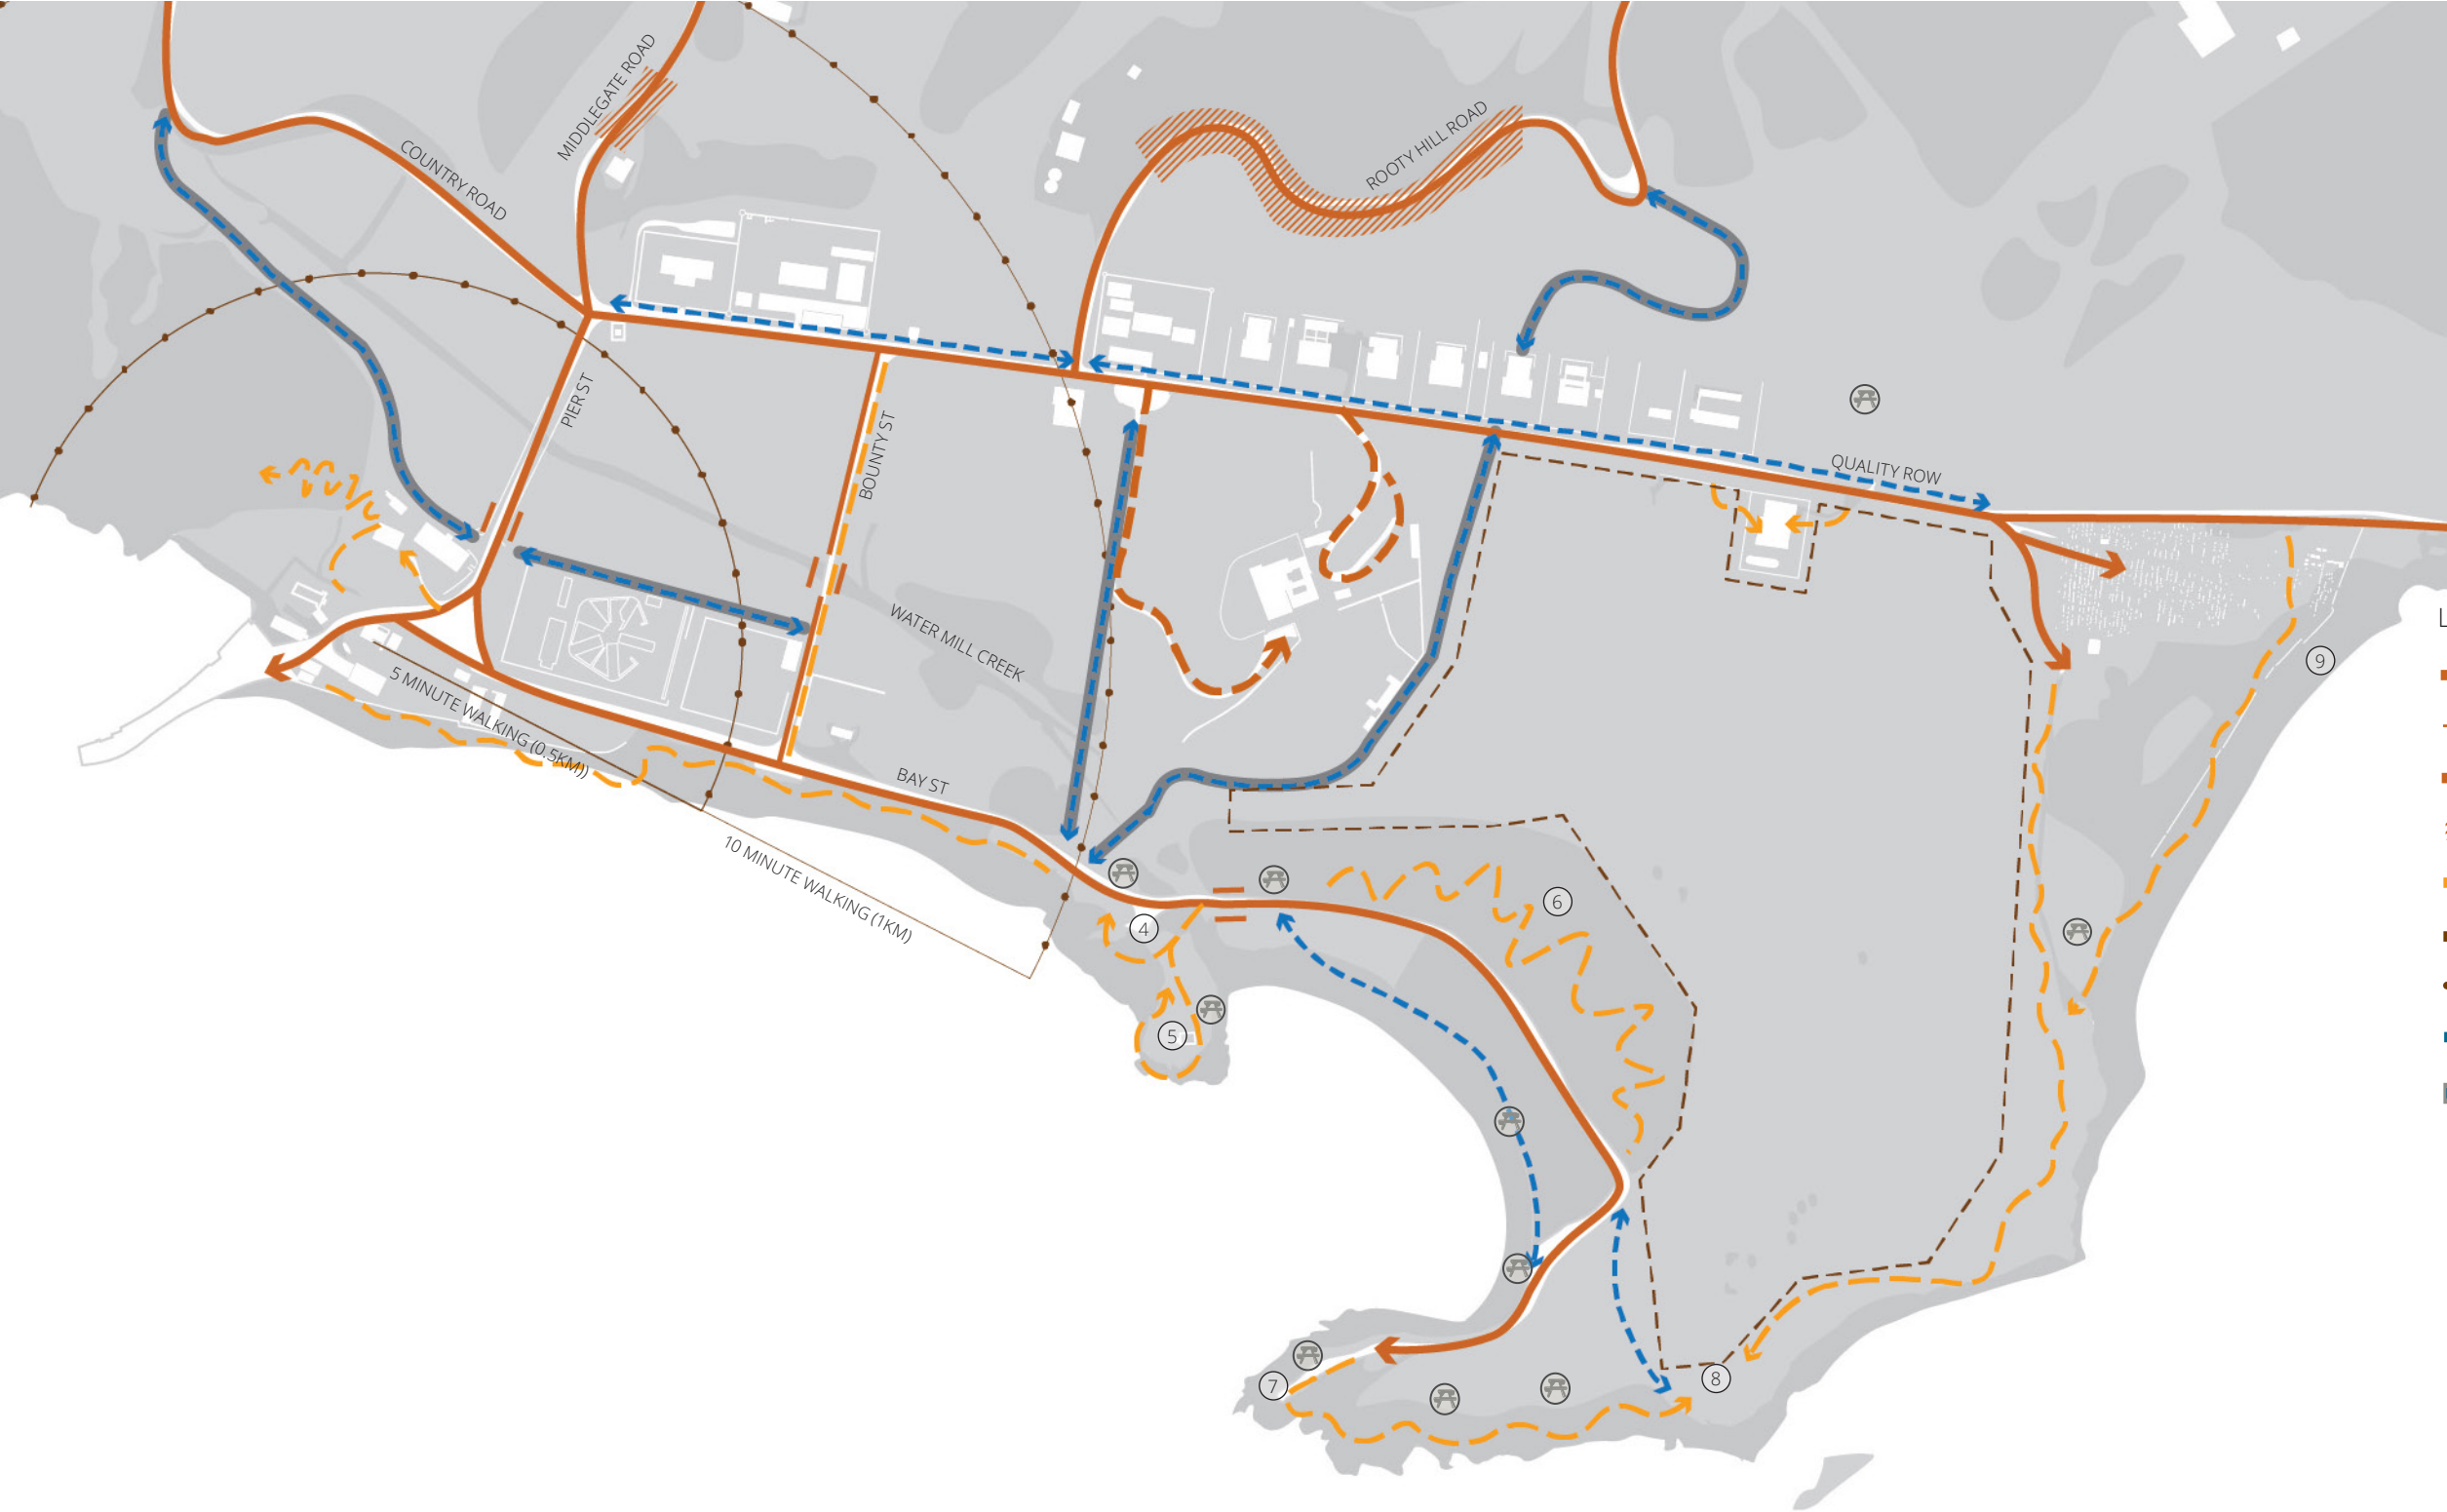 MIDDLEGATE ROAD
COUNTRY ROAD
ROOTY HILL ROAD
PIER ST
BOUNTY ST
QUALITY ROW
WATER MILL CREEK
9
5 MINUTE WALKING (0.5KM))
BAY ST
10 MINUTE WALKING (1KM)
6
4
5
8
7
L